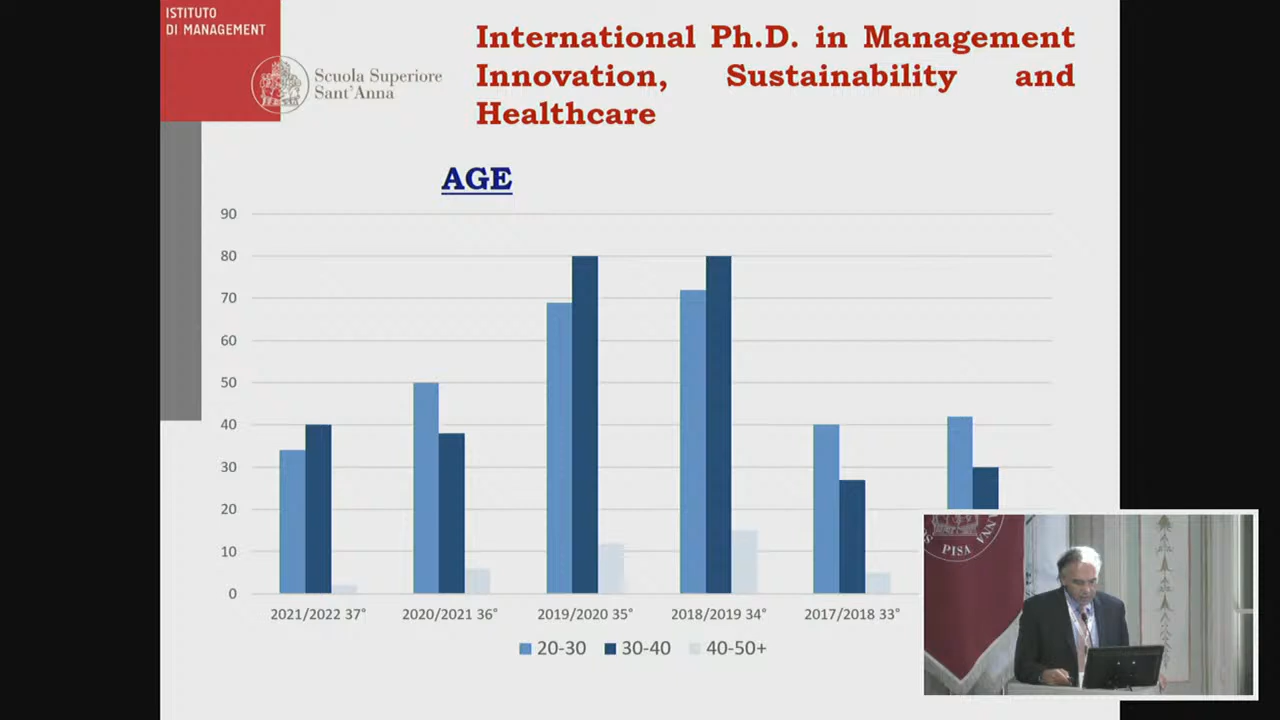 ISTITUTO
DI MANAGEMENT
Scuola Superiore
Sant'Anna
International Ph.D. in Management
Innovation, Sustainability and
Healthcare
AGE
90
80
70
60
50
40
30
20
10
0
2021/2022 37°
2020/2021 36°
2019/2020 35°
2018/2019 34°
2017/2018 33°
20-30
30-40
40-50+
PISA